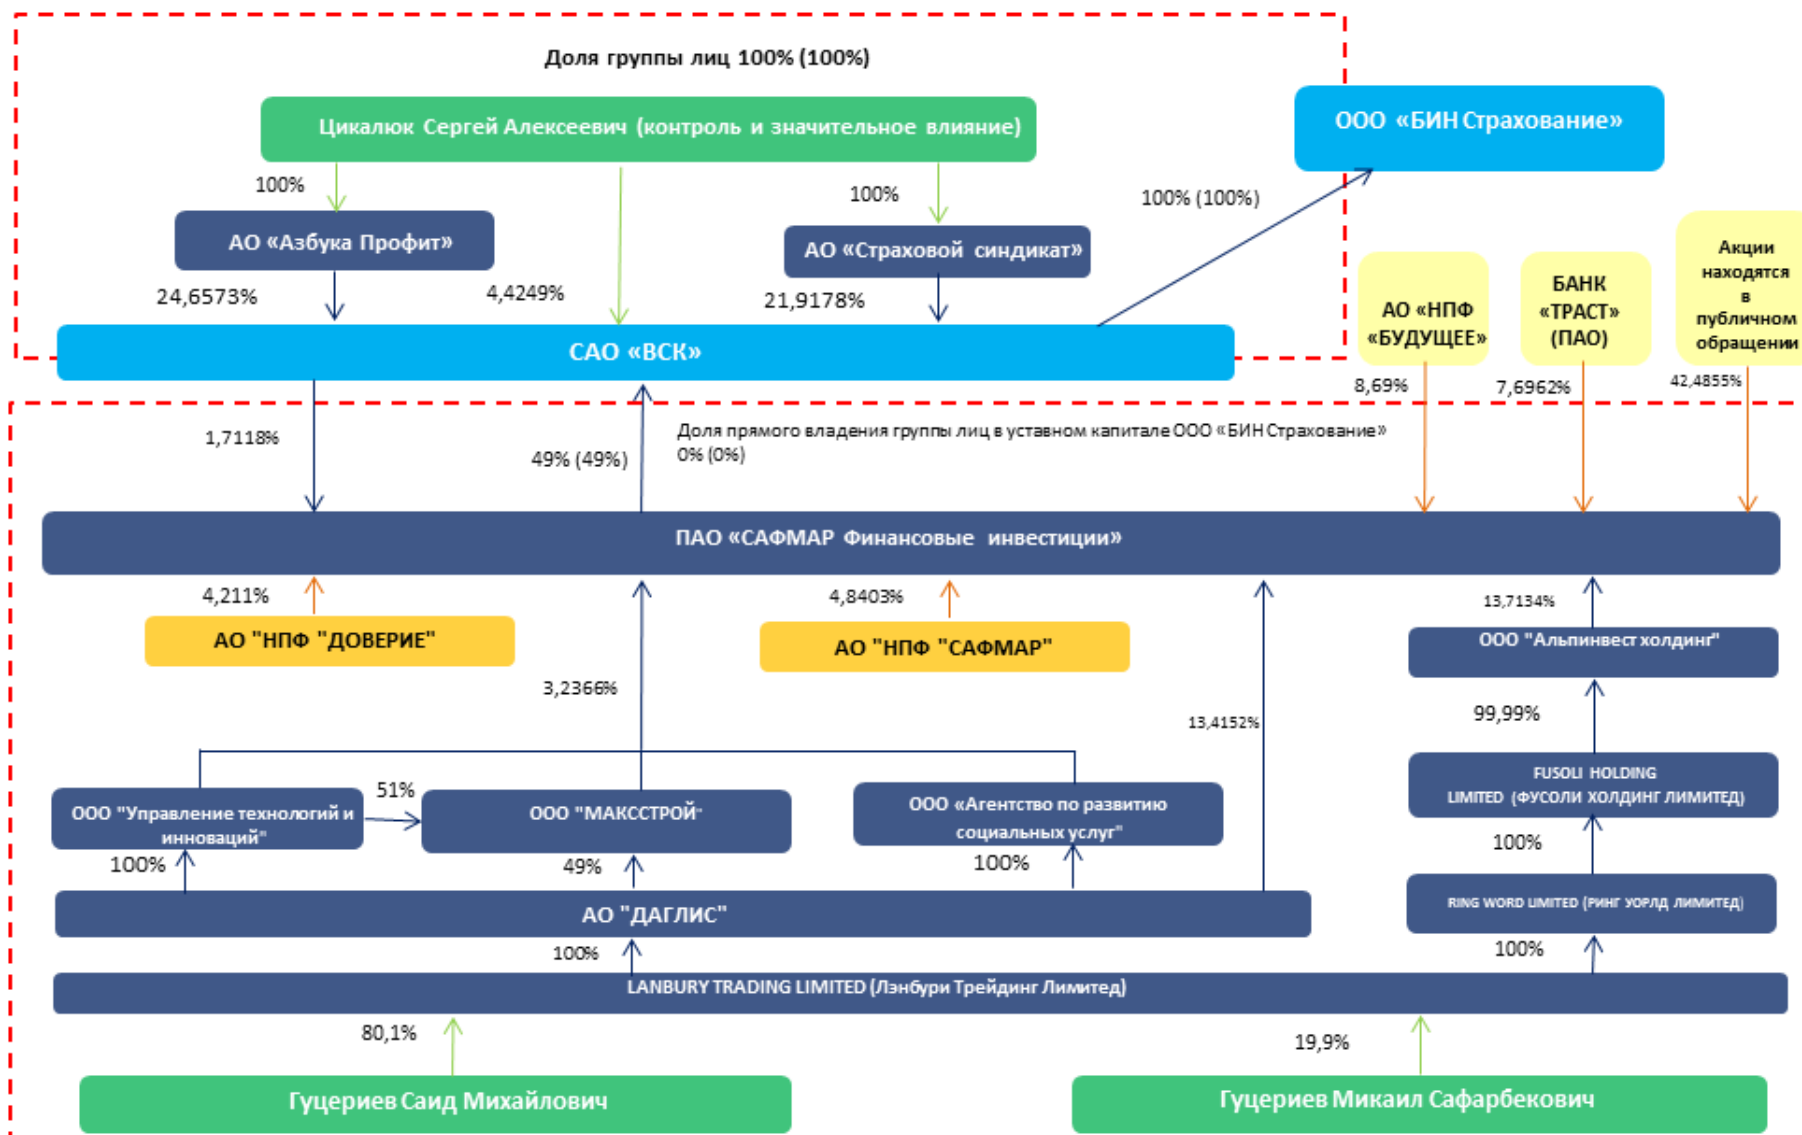 Доля группы лиц 100% (100%)
Цикалюк Сергей Алексеевич (контроль и значительное влияние)
ООО «БИН Страхование»
100%
100%
100% (100%)
АО «Азбука Профит»
АО «Страховой синдикат»
24,6573%
4,4249%
21,9178%
АО «НПФ
«БУДУЩЕЕ»
БАНК
«ТРАСТ»
(ПАО)
Акции
находятся
в
публичном
обращении
САО «ВСК»
8,69%
7,6962%
42,4855%
1,7118%
49% (49%)
Доля прямого владения группы лиц в уставном капитале ООО «БИН Страхование»
0% (0%)
ПАО «САФМАР Финансовые инвестиции»
4,211%
4,8403%
13,7134%
АО "НПФ "ДОВЕРИЕ"
АО "НПФ "САФМАР"
ООО "Альпинвест холдинг"
3,2366%
13,4152%
99,99%
51%
ООО "Управление технологий и
инноваций"
ООО "МАКССТРОЙ"
ООО «Агентство по развитию
социальных услуг"
FUSOLI HOLDING
LIMITED (ФУСОЛИ ХОЛДИНГ ЛИМИТЕД)
100%
49%
100%
100%
АО "ДАГЛИС"
RING WORD LIMITED (РИНГ УОРЛД ЛИМИТЕД)
100%
100%
LANBURY TRADING LIMITED (Лэнбури Трейдинг Лимитед)
80,1%
19,9%
Гуцериев Саид Михайлович
Гуцериев Микаил Сафарбекович